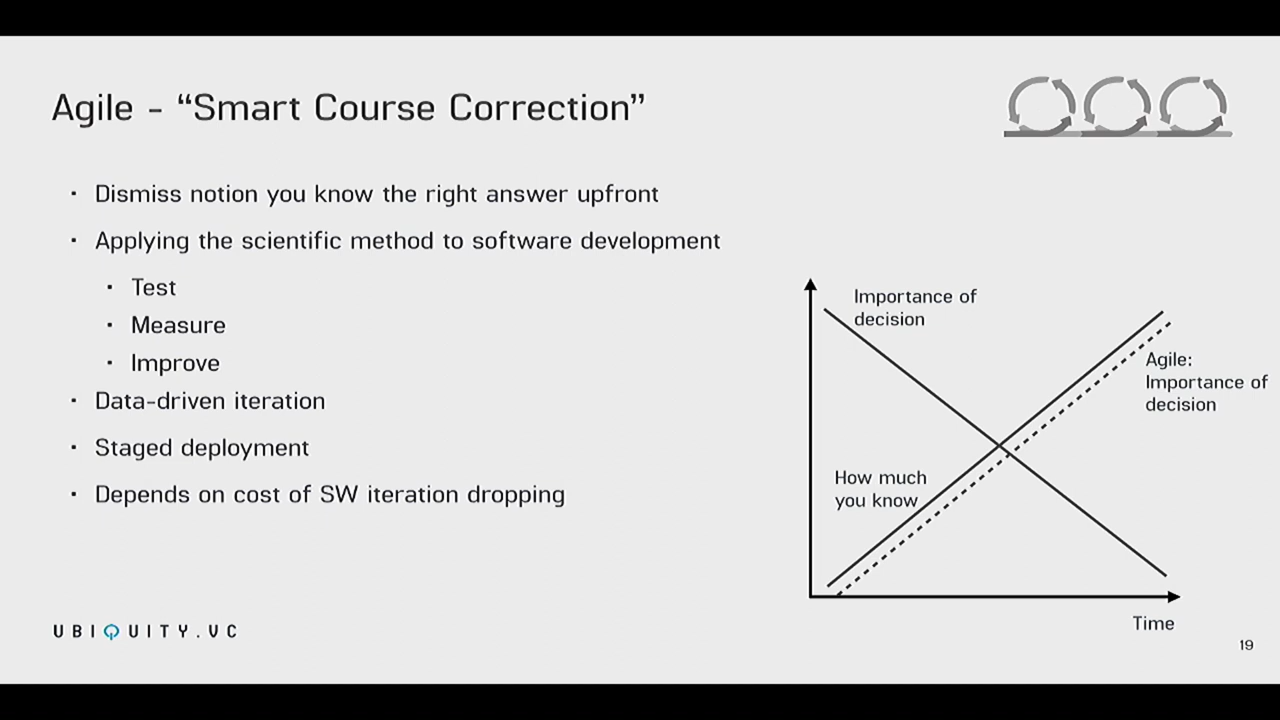 Agile - “Smart Course Correction”
· Dismiss notion you know the right answer upfront
· Applying the scientific method to software development
· Test
· Measure
· Improve
· Data-driven iteration
· Staged deployment
· Depends on cost of SW iteration dropping
Importance of
decision
Agile:
Importance of
decision
How much
you know
Time
UBIQUITY.VC
19